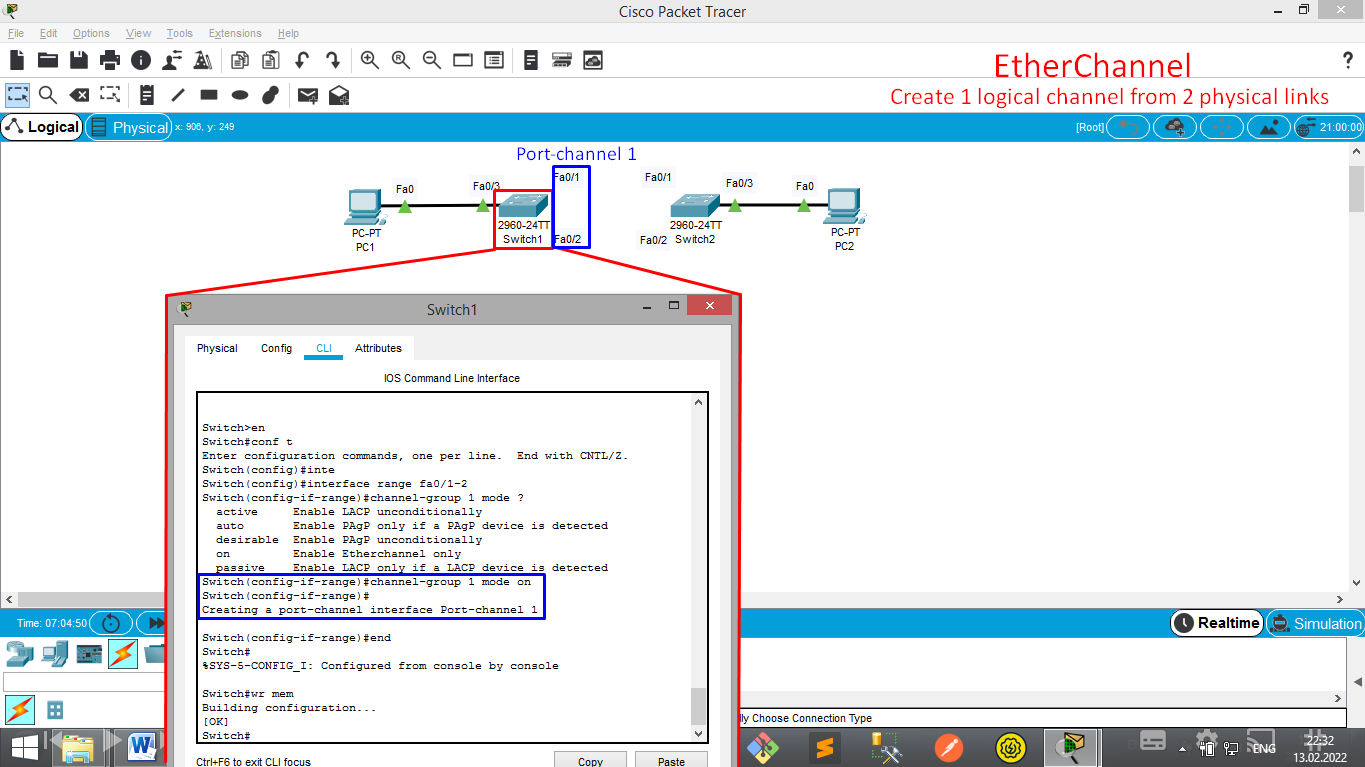 Cisco Packet Tracer
File Edit Options View Tools Extensions Help
EtherChannel
Create 1 logical channel from 2 physical links
Logical Physical x: 908, y: 249 [Root] 21:00:00
Port-channel 1
Fa0 Fa0/3 Fa0/1 Fa0/1 Fa0/3 Fa0
PC-PT 2960-24TT 2960-24TT PC-PT
PC1 Switch1 Fa0/2 Fa0/2 Switch2 PC2
Switch1
Physical Config CLI Attributes
IOS Command Line Interface
Switch>en
Switch#conf t
Enter configuration commands, one per line.  End with CNTL/Z.
Switch(config)#inte
Switch(config)#interface range fa0/1-2
Switch(config-if-range)#channel-group 1 mode ?
active Enable LACP unconditionally
auto Enable PAgP only if a PAgP device is detected
desirable Enable PAgP unconditionally
on Enable Etherchannel only
passive Enable LACP only if a LACP device is detected
Switch(config-if-range)#channel-group 1 mode on
Switch(config-if-range)#
Creating a port-channel interface Port-channel 1
Switch(config-if-range)#end
Switch#
%SYS-5-CONFIG_I: Configured from console by console
Switch#wr mem
Building configuration...
[OK]
Switch#
Ctrl+F6 to exit CLI focus Copy Paste
Time: 07:04:50 Realtime Simulation
lly Choose Connection Type
ENG 22:32
13.02.2022